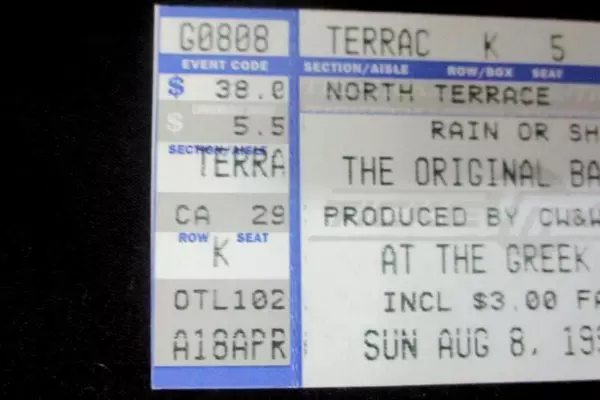 G0808 TERRAC K 5
EVENT CODE SECTION/AISLE ROW/BOX SEAT
$ 38.0 NORTH TERRACE
$ 5.5 RAIN OR SH
SECTION/AISLE
TERRA THE ORIGINAL BA
CA 29 PRODUCED BY CW&W
ROW SEAT
K AT THE GREEK
OTL102 INCL $3.00 FA
A18APR SUN AUG 8, 199